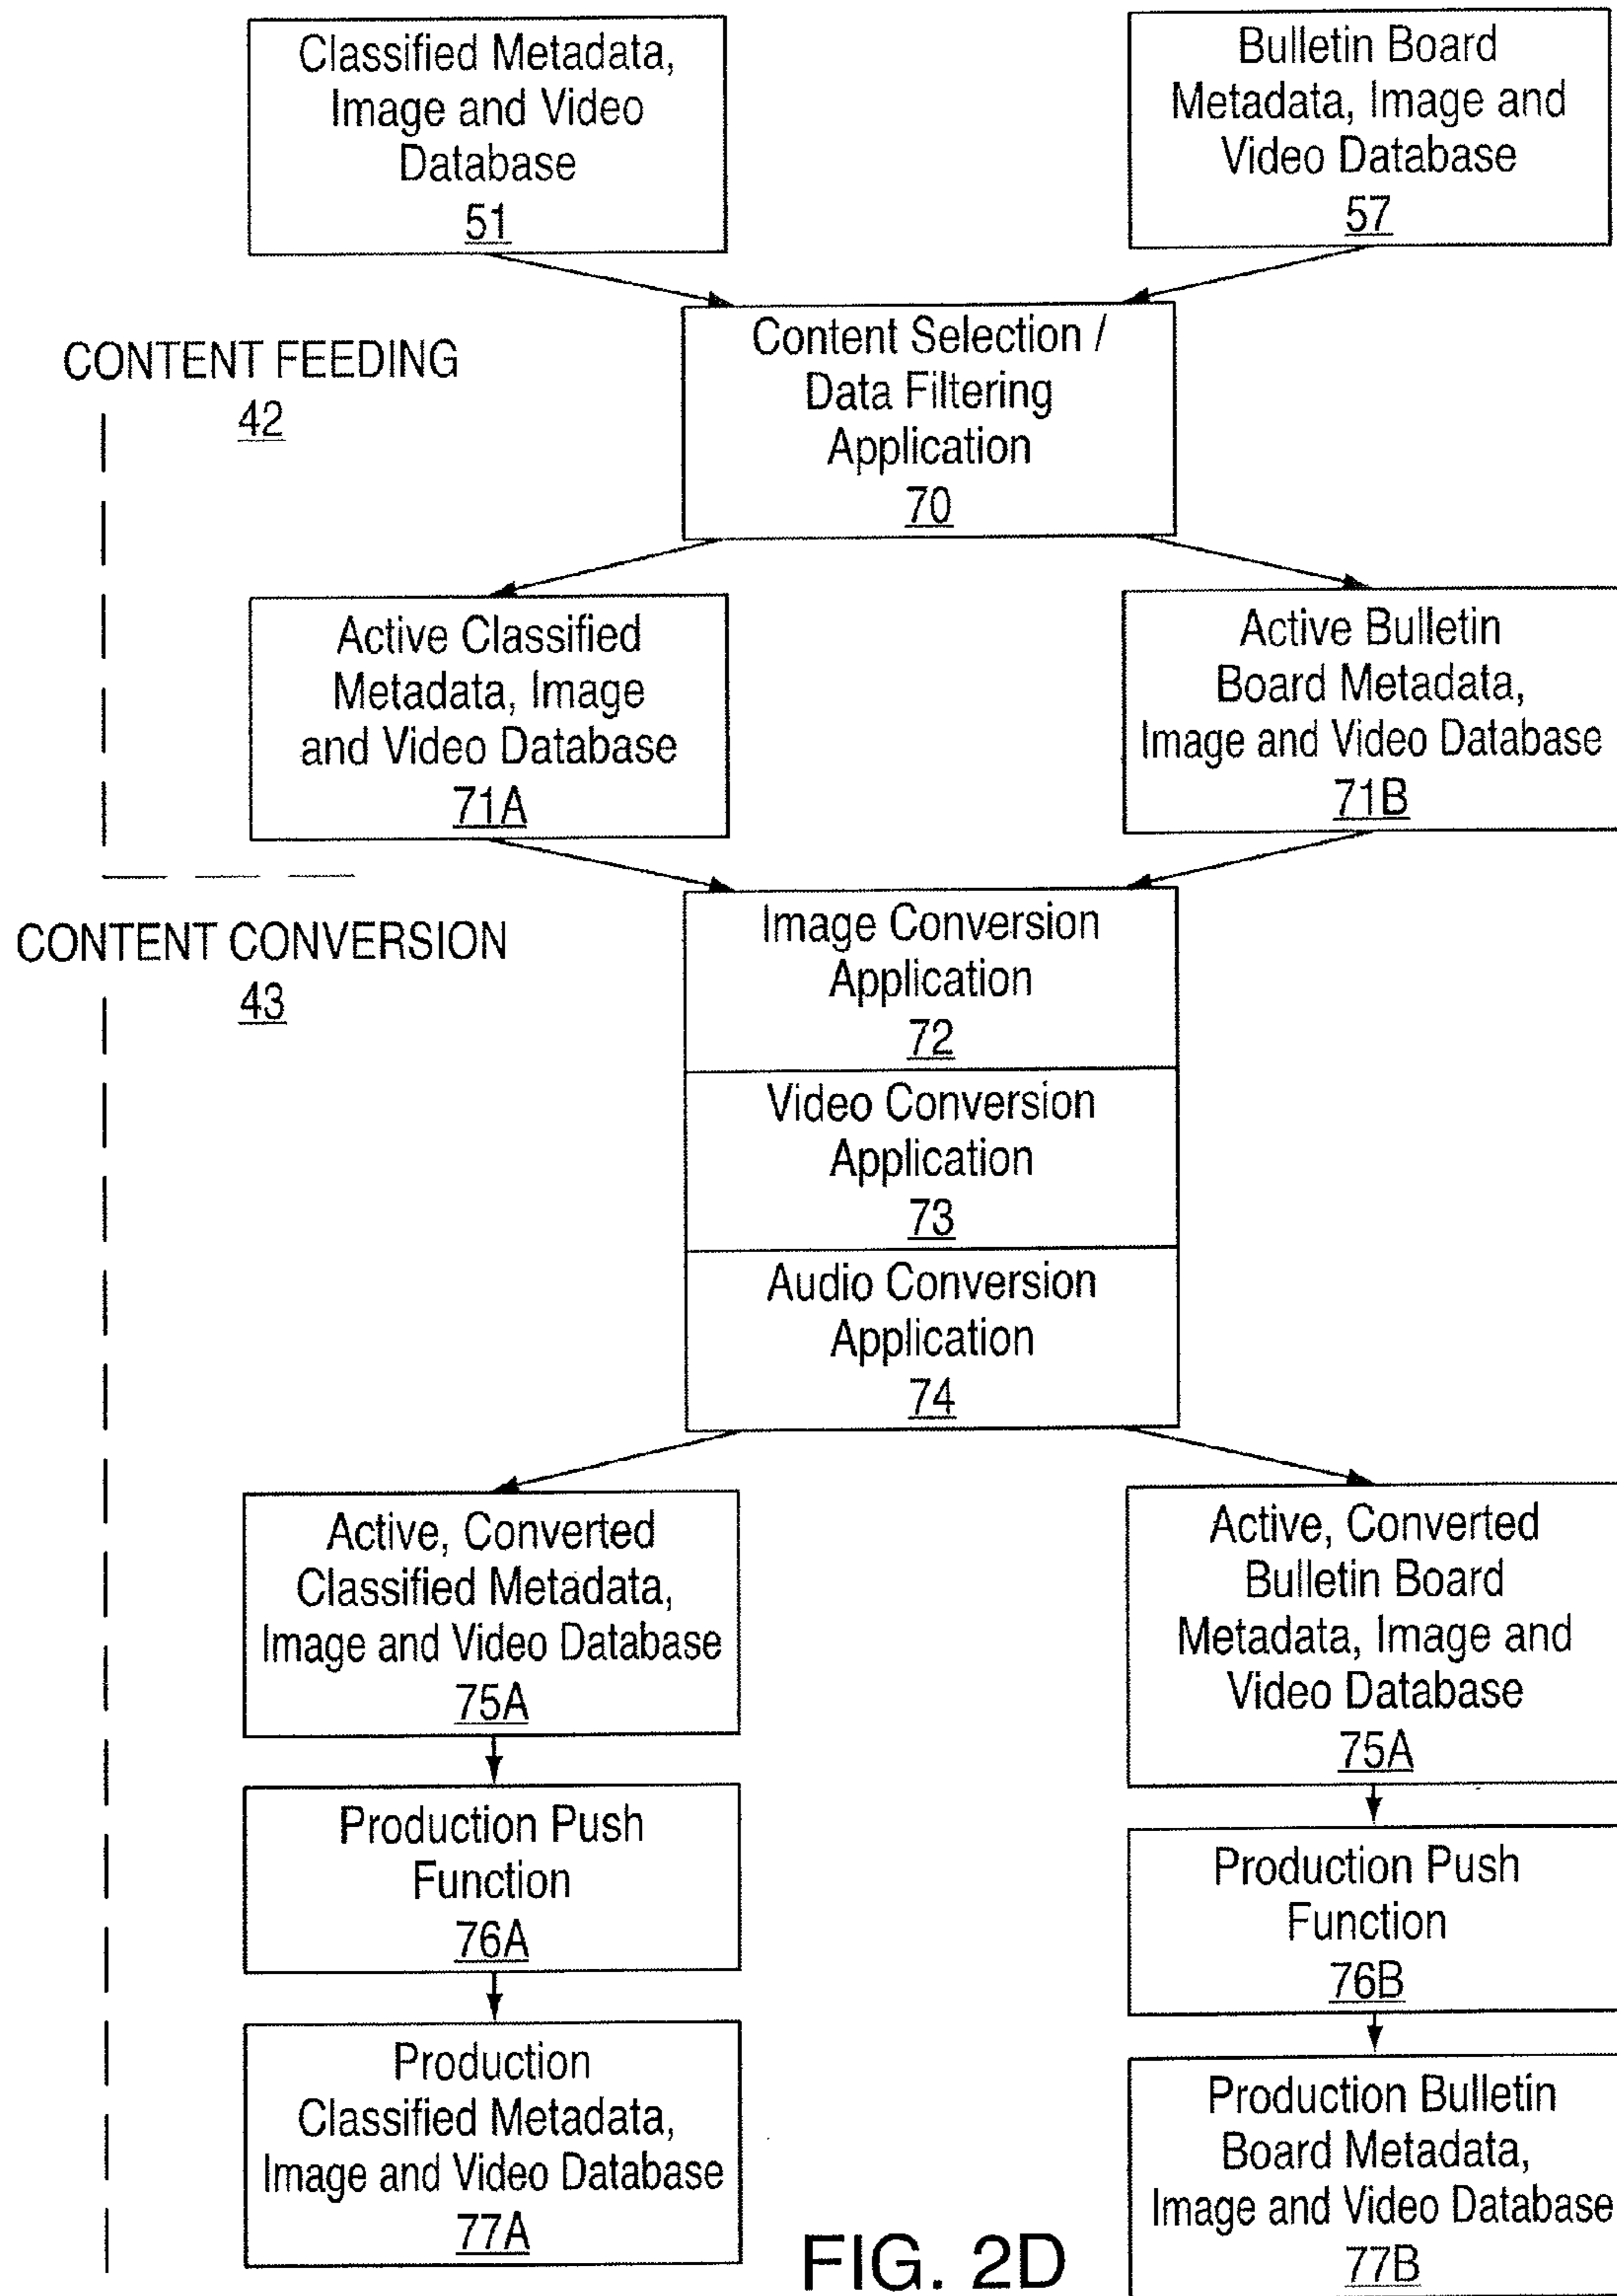 Classified Metadata,
Image and Video
Database
51
Bulletin Board
Metadata, Image and
Video Database
57
CONTENT FEEDING
42
Content Selection /
Data Filtering
Application
70
Active Classified
Metadata, Image
and Video Database
71A
Active Bulletin
Board Metadata,
Image and Video Database
71B
CONTENT CONVERSION
43
Image Conversion
Application
72
Video Conversion
Application
73
Audio Conversion
Application
74
Active, Converted
Classified Metadata,
Image and Video Database
75A
Active, Converted
Bulletin Board
Metadata, Image and
Video Database
75A
Production Push
Function
76A
Production Push
Function
76B
Production
Classified Metadata,
Image and Video Database
77A
Production Bulletin
Board Metadata,
Image and Video Database
77B
FIG. 2D